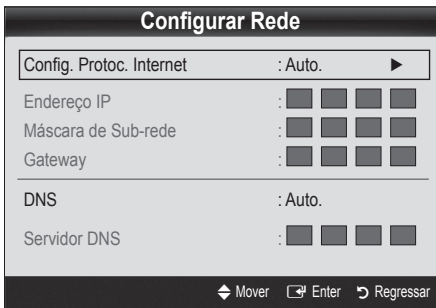 Configurar Rede
Config. Protoc. Internet : Auto. ►
Endereço IP :
Máscara de Sub-rede :
Gateway :
DNS : Auto.
Servidor DNS :
Mover Enter Regressar